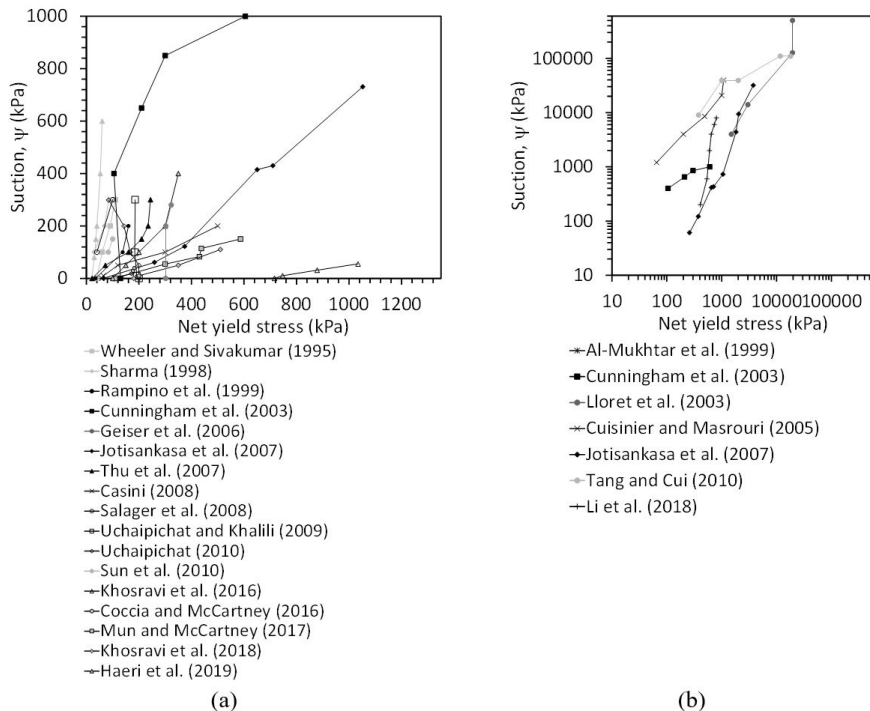 1000
800
600
400
200
0
Suction, ψ (kPa)
0 200 400 600 800 1000 1200
Net yield stress (kPa)
Wheeler and Sivakumar (1995)
Sharma (1998)
Rampino et al. (1999)
Cunningham et al. (2003)
Geiser et al. (2006)
Jotisankasa et al. (2007)
Thu et al. (2007)
Casini (2008)
Salager et al. (2008)
Uchaipichat and Khalili (2009)
Uchaipichat (2010)
Sun et al. (2010)
Khosravi et al. (2016)
Coccia and McCartney (2016)
Mun and McCartney (2017)
Khosravi et al. (2018)
Haeri et al. (2019)
(a)
100000
10000
1000
100
10
Suction, ψ (kPa)
10 100 1000 10000 100000
Net yield stress (kPa)
Al-Mukhtar et al. (1999)
Cunningham et al. (2003)
Lloret et al. (2003)
Cuisinier and Masrouri (2005)
Jotisankasa et al. (2007)
Tang and Cui (2010)
Li et al. (2018)
(b)